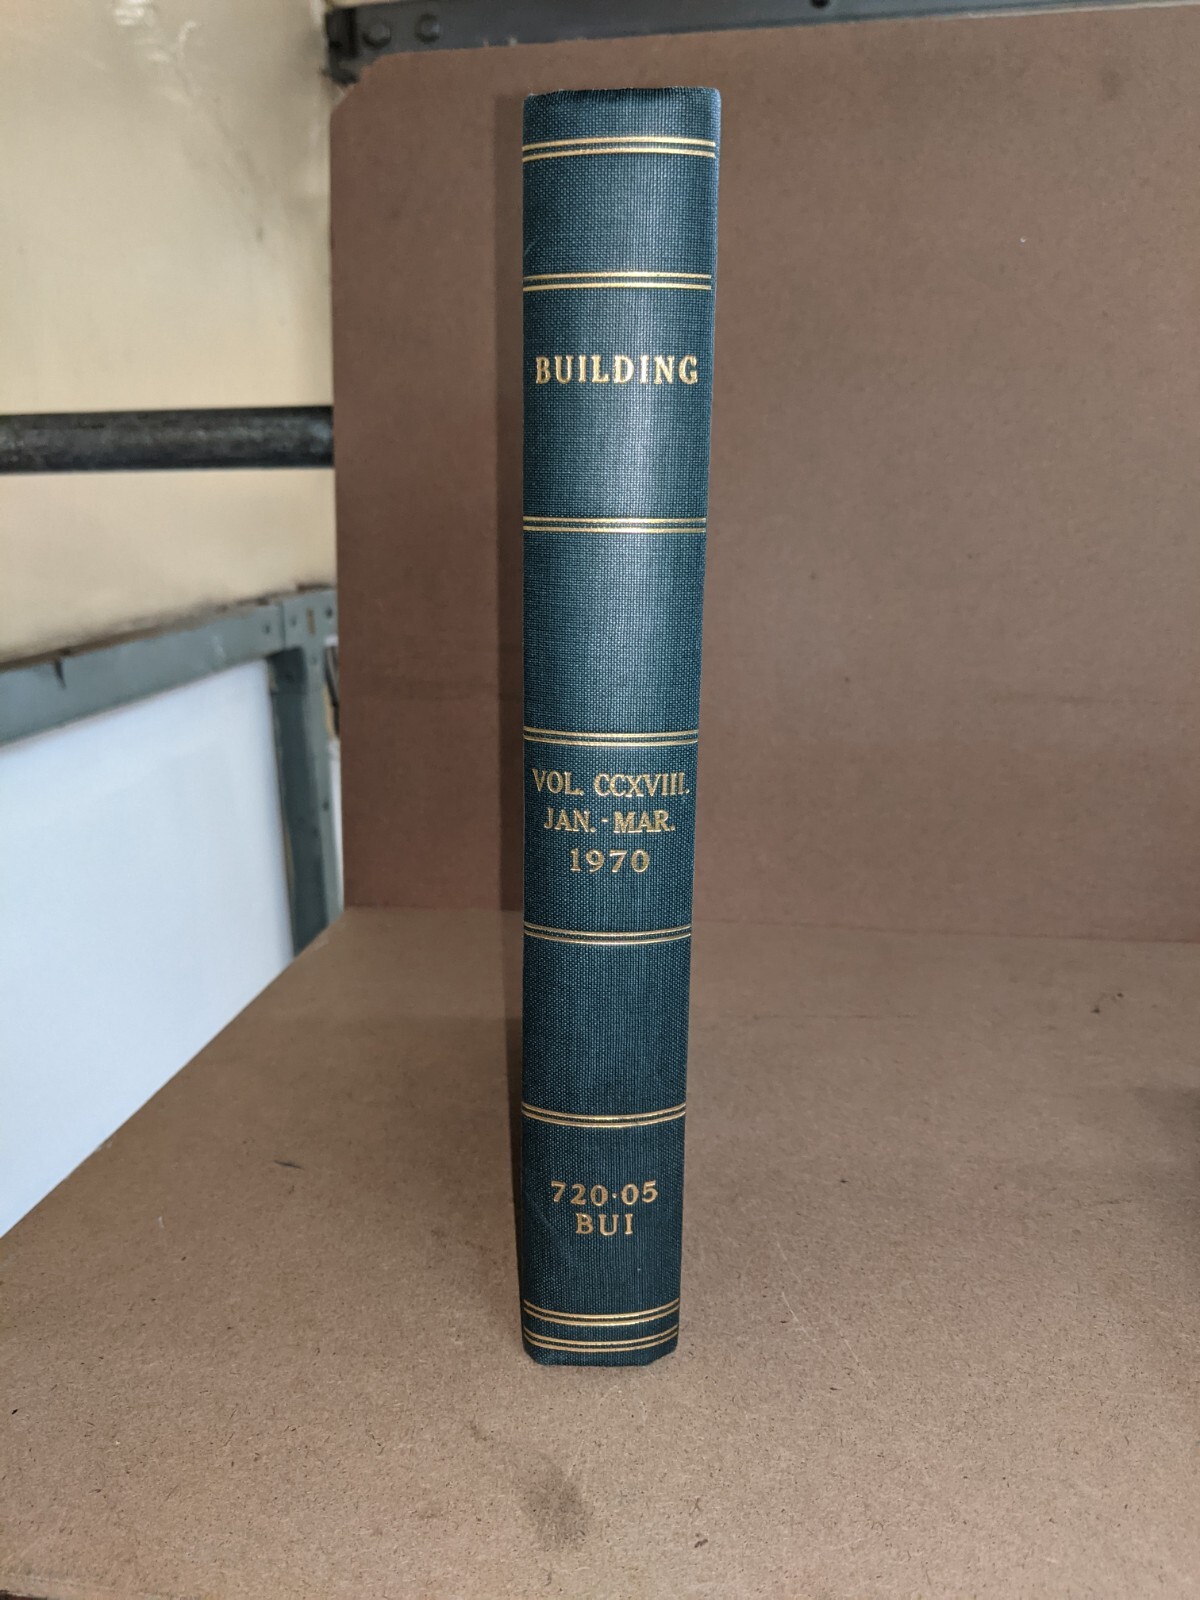 BUILDING
VOL. CCXVIII.
JAN.-MAR.
1970
720·05
BUI